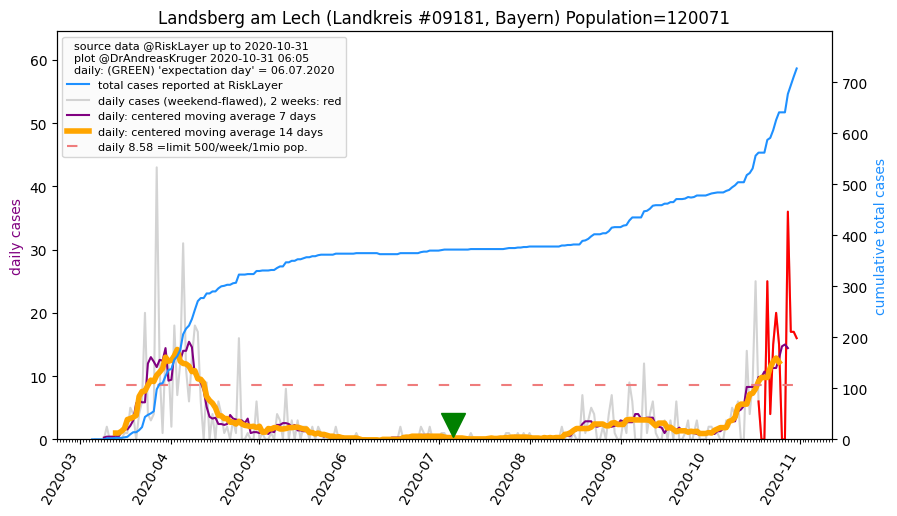 Landsberg am Lech (Landkreis #09181, Bayern) Population=120071
source data @RiskLayer up to 2020-10-31
plot @DrAndreasKruger 2020-10-31 06:05
daily: (GREEN) 'expectation day' = 06.07.2020
total cases reported at RiskLayer
daily cases (weekend-flawed), 2 weeks: red
daily: centered moving average 7 days
daily: centered moving average 14 days
daily 8.58 =limit 500/week/1mio pop.
daily cases
60
50
40
30
20
10
0
cumulative total cases
700
600
500
400
300
200
100
0
2020-03
2020-04
2020-05
2020-06
2020-07
2020-08
2020-09
2020-10
2020-11